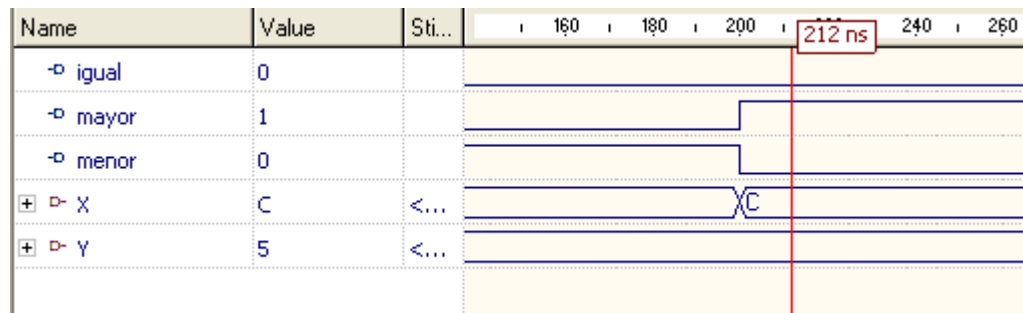 Name Value Sti... 160 180 200 240 260
212 ns
igual 0
mayor 1
menor 0
X C <... C
Y 5 <...